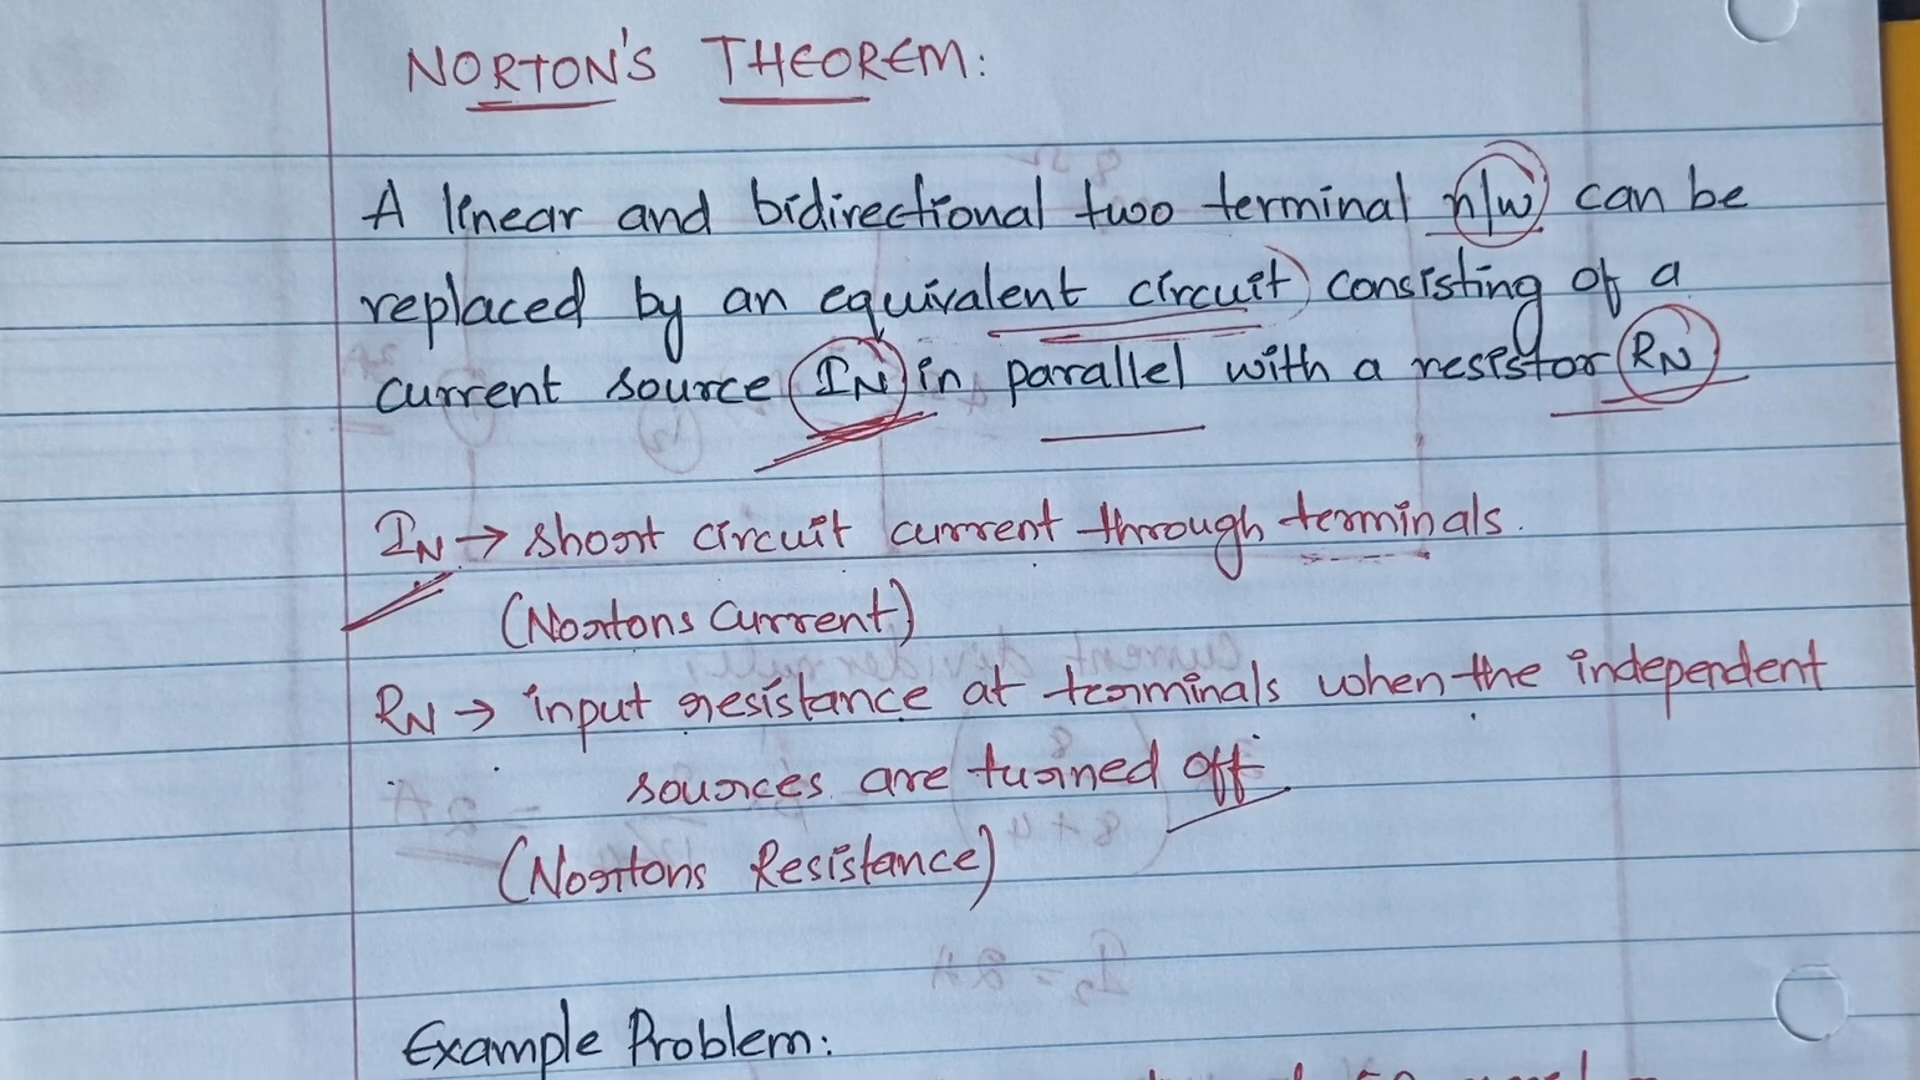 NORTON'S THEOREM:
A linear and bidirectional two terminal n/w can be
replaced by an equivalent circuit consisting of a
current source IN in parallel with a resistor RN
IN → short circuit current through terminals.
(Nortons Current)
RN → input resistance at terminals when the independent
sources are turned off
(Nortons Resistance)
Example Problem: